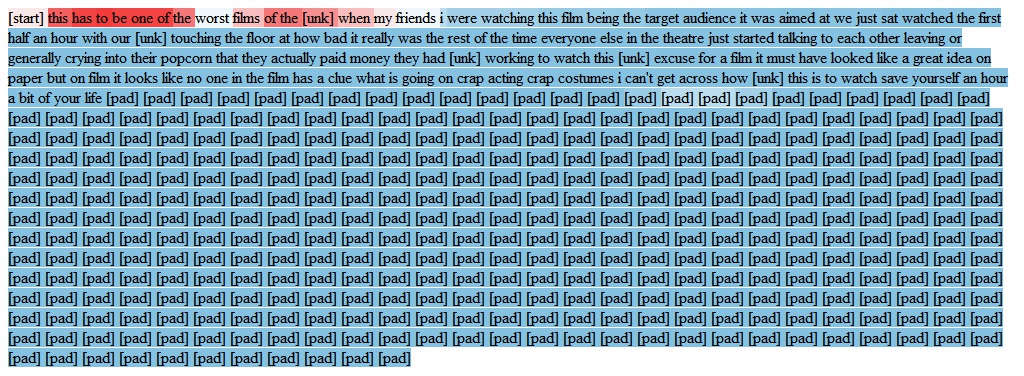 [start] this has to be one of the worst films of the [unk] when my friends i were watching this film being the target audience it was aimed at we just sat watched the first
half an hour with our [unk] touching the floor at how bad it really was the rest of the time everyone else in the theatre just started talking to each other leaving or
generally crying into their popcorn that they actually paid money they had [unk] working to watch this [unk] excuse for a film it must have looked like a great idea on
paper but on film it looks like no one in the film has a clue what is going on crap acting crap costumes i can't get across how [unk] this is to watch save yourself an hour
a bit of your life [pad] [pad] [pad] [pad] [pad] [pad] [pad] [pad] [pad] [pad] [pad] [pad] [pad] [pad] [pad] [pad] [pad] [pad] [pad] [pad] [pad] [pad] [pad] [pad]
[pad] [pad] [pad] [pad] [pad] [pad] [pad] [pad] [pad] [pad] [pad] [pad] [pad] [pad] [pad] [pad] [pad] [pad] [pad] [pad] [pad] [pad] [pad] [pad] [pad] [pad] [pad]
[pad] [pad] [pad] [pad] [pad] [pad] [pad] [pad] [pad] [pad] [pad] [pad] [pad] [pad] [pad] [pad] [pad] [pad] [pad] [pad] [pad] [pad] [pad] [pad] [pad] [pad] [pad]
[pad] [pad] [pad] [pad] [pad] [pad] [pad] [pad] [pad] [pad] [pad] [pad] [pad] [pad] [pad] [pad] [pad] [pad] [pad] [pad] [pad] [pad] [pad] [pad] [pad] [pad] [pad]
[pad] [pad] [pad] [pad] [pad] [pad] [pad] [pad] [pad] [pad] [pad] [pad] [pad] [pad] [pad] [pad] [pad] [pad] [pad] [pad] [pad] [pad] [pad] [pad] [pad] [pad] [pad]
[pad] [pad] [pad] [pad] [pad] [pad] [pad] [pad] [pad] [pad] [pad] [pad] [pad] [pad] [pad] [pad] [pad] [pad] [pad] [pad] [pad] [pad] [pad] [pad] [pad] [pad] [pad]
[pad] [pad] [pad] [pad] [pad] [pad] [pad] [pad] [pad] [pad] [pad] [pad] [pad] [pad] [pad] [pad] [pad] [pad] [pad] [pad] [pad] [pad] [pad] [pad] [pad] [pad] [pad]
[pad] [pad] [pad] [pad] [pad] [pad] [pad] [pad] [pad] [pad] [pad] [pad] [pad] [pad] [pad] [pad] [pad] [pad] [pad] [pad] [pad] [pad] [pad] [pad] [pad] [pad] [pad]
[pad] [pad] [pad] [pad] [pad] [pad] [pad] [pad] [pad] [pad] [pad] [pad] [pad] [pad] [pad] [pad] [pad] [pad] [pad] [pad] [pad] [pad] [pad] [pad] [pad] [pad] [pad]
[pad] [pad] [pad] [pad] [pad] [pad] [pad] [pad] [pad] [pad] [pad] [pad] [pad] [pad] [pad] [pad] [pad] [pad] [pad] [pad] [pad] [pad] [pad] [pad] [pad] [pad] [pad]
[pad] [pad] [pad] [pad] [pad] [pad] [pad] [pad] [pad] [pad] [pad] [pad] [pad] [pad] [pad] [pad] [pad] [pad] [pad] [pad] [pad] [pad] [pad] [pad] [pad] [pad] [pad]
[pad] [pad] [pad] [pad] [pad] [pad] [pad] [pad] [pad] [pad] [pad] [pad] [pad] [pad] [pad] [pad] [pad] [pad] [pad] [pad] [pad] [pad] [pad] [pad] [pad] [pad] [pad]
[pad] [pad] [pad] [pad] [pad] [pad] [pad] [pad] [pad] [pad] [pad] [pad] [pad] [pad] [pad] [pad] [pad] [pad] [pad] [pad] [pad] [pad] [pad] [pad] [pad] [pad] [pad]
[pad] [pad] [pad] [pad] [pad] [pad] [pad] [pad] [pad] [pad] [pad]